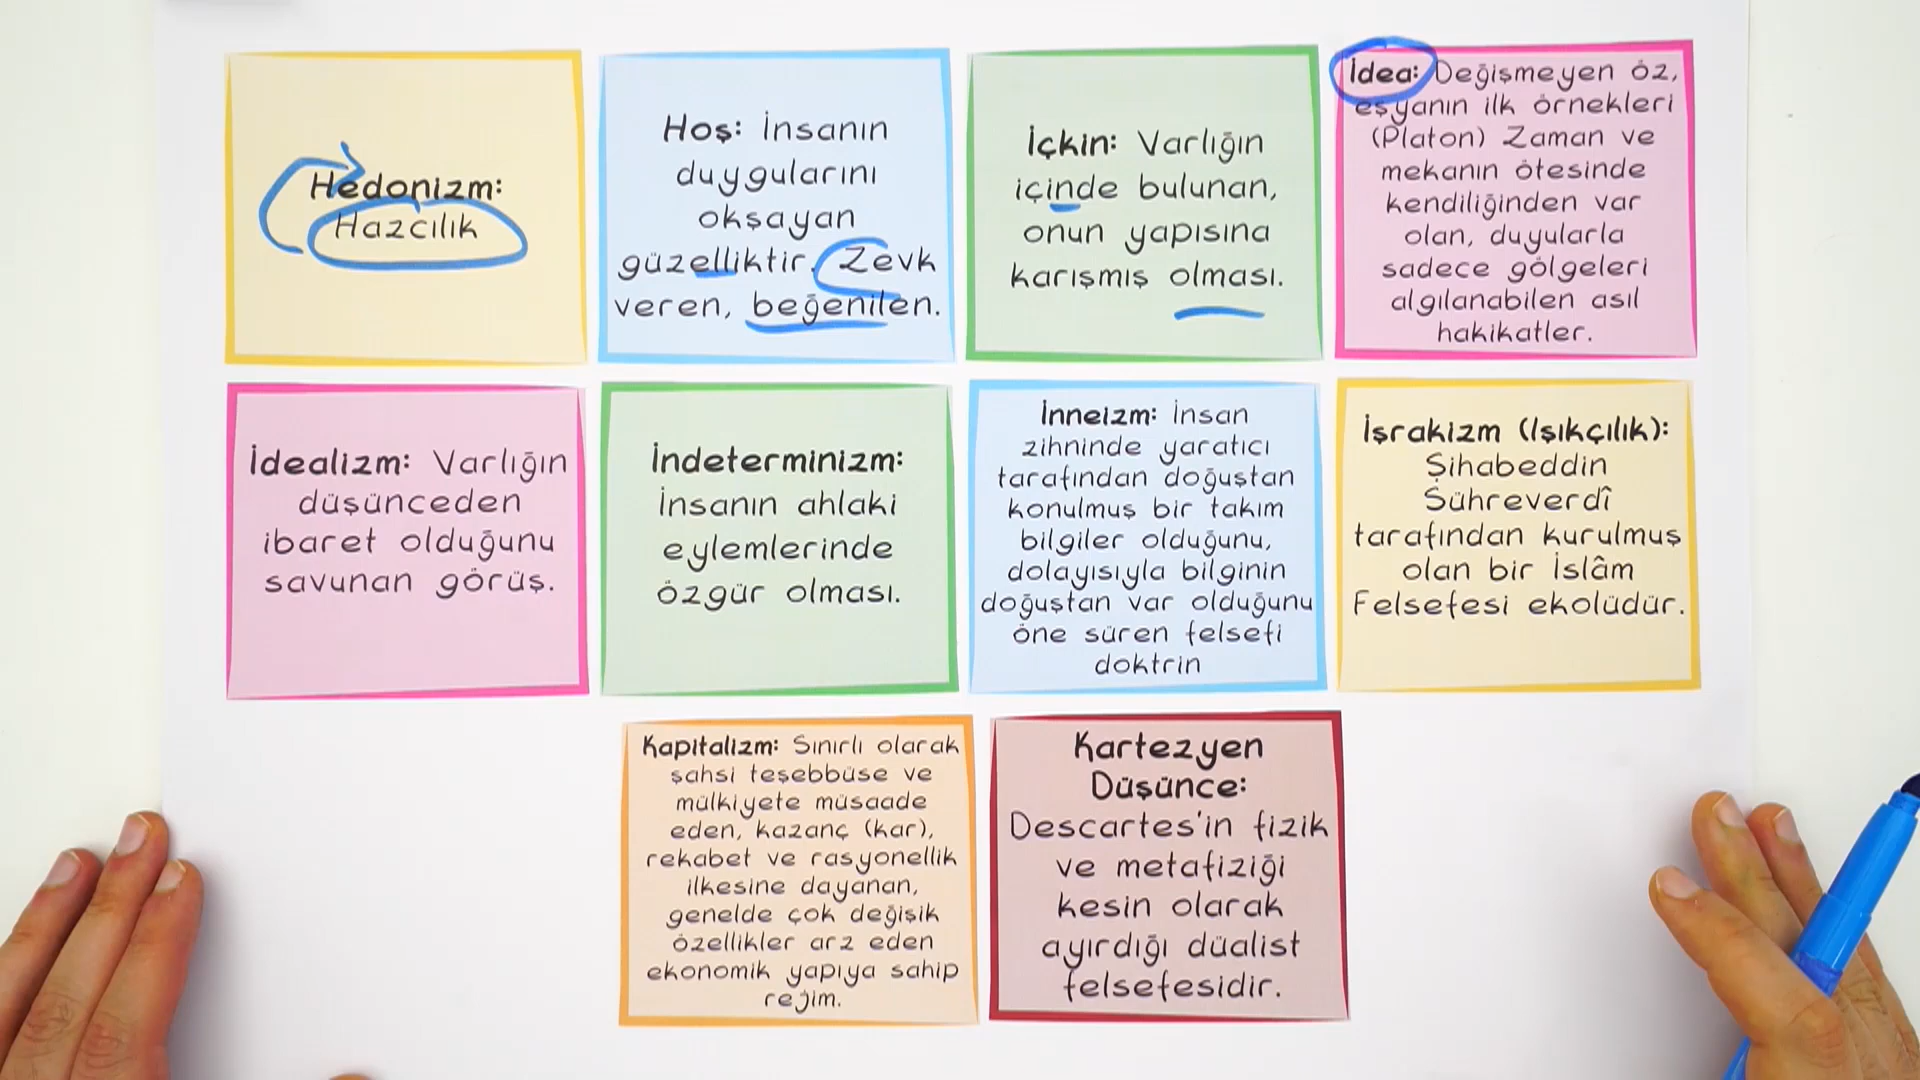 Hedonizm:
Hazcılık
Hoş: İnsanın
duygularını
okşayan
güzelliktir. Zevk
veren, beğenilen.
İçkin: Varlığın
içinde bulunan,
onun yapısına
karışmış olması.
İdea: Değişmeyen öz,
eşyanın ilk örnekleri
(Platon) Zaman ve
mekanın ötesinde
kendiliğinden var
olan, duyularla
sadece gölgeleri
algılanabilen asıl
hakikatler.
İdealizm: Varlığın
düşünceden
ibaret olduğunu
savunan görüş.
İndeterminizm:
İnsanın ahlaki
eylemlerinde
özgür olması.
İnneizm: İnsan
zihninde yaratıcı
tarafından doğuştan
konulmuş bir takım
bilgiler olduğunu,
dolayısıyla bilginin
doğuştan var olduğunu
öne süren felsefi
doktrin
İşrakizm (Işıkçılık):
Şihabeddin
Sühreverdî
tarafından kurulmuş
olan bir İslâm
Felsefesi ekolüdür.
Kapitalizm: Sınırlı olarak
şahsi teşebbüse ve
mülkiyete müsaade
eden, kazanç (kar),
rekabet ve rasyonellik
ilkesine dayanan,
genelde çok değişik
özellikler arz eden
ekonomik yapıya sahip
rejim.
Kartezyen
Düşünce:
Descartes'in fizik
ve metafiziği
kesin olarak
ayırdığı düalist
felsefesidir.